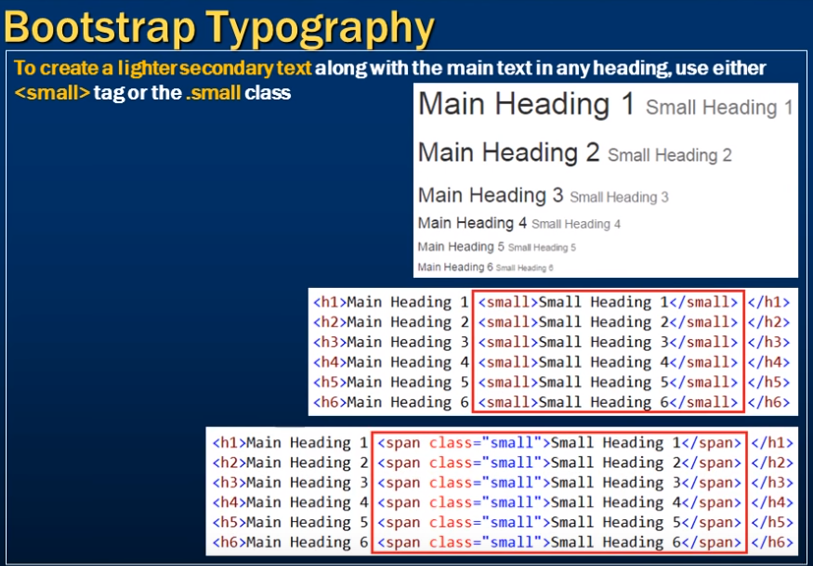 Bootstrap Typography
To create a lighter secondary text along with the main text in any heading, use either
<small> tag or the .small class
Main Heading 1 Small Heading 1
Main Heading 2 Small Heading 2
Main Heading 3 Small Heading 3
Main Heading 4 Small Heading 4
Main Heading 5 Small Heading 5
Main Heading 6 Small Heading 6
<h1>Main Heading 1 <small>Small Heading 1</small> </h1>
<h2>Main Heading 2 <small>Small Heading 2</small> </h2>
<h3>Main Heading 3 <small>Small Heading 3</small> </h3>
<h4>Main Heading 4 <small>Small Heading 4</small> </h4>
<h5>Main Heading 5 <small>Small Heading 5</small> </h5>
<h6>Main Heading 6 <small>Small Heading 6</small> </h6>
<h1>Main Heading 1 <span class="small">Small Heading 1</span> </h1>
<h2>Main Heading 2 <span class="small">Small Heading 2</span> </h2>
<h3>Main Heading 3 <span class="small">Small Heading 3</span> </h3>
<h4>Main Heading 4 <span class="small">Small Heading 4</span> </h4>
<h5>Main Heading 5 <span class="small">Small Heading 5</span> </h5>
<h6>Main Heading 6 <span class="small">Small Heading 6</span> </h6>